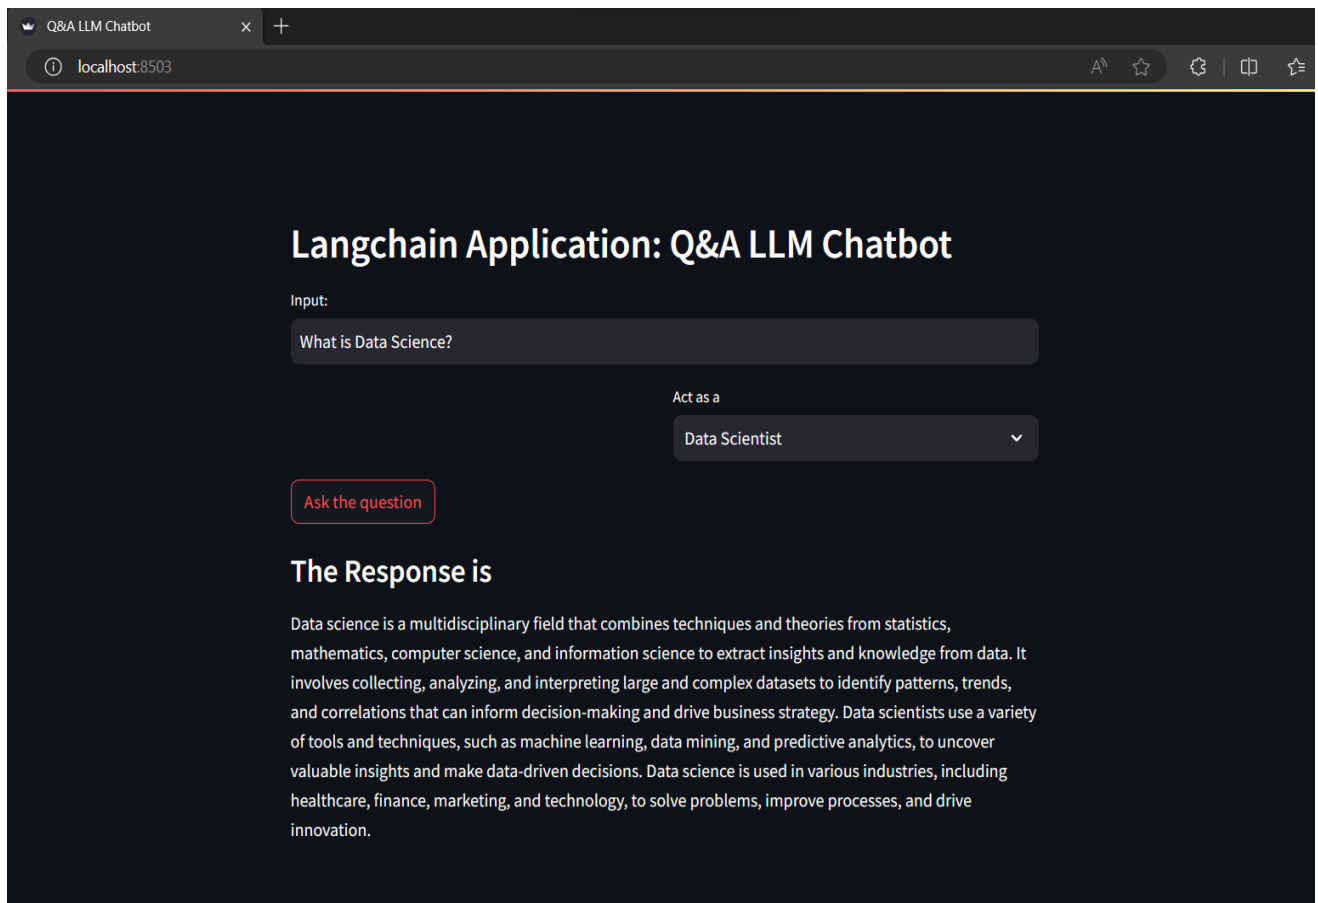 Q&A LLM Chatbot
localhost:8503
Langchain Application: Q&A LLM Chatbot
Input:
What is Data Science?
Act as a
Data Scientist
Ask the question
The Response is
Data science is a multidisciplinary field that combines techniques and theories from statistics,
mathematics, computer science, and information science to extract insights and knowledge from data. It
involves collecting, analyzing, and interpreting large and complex datasets to identify patterns, trends,
and correlations that can inform decision-making and drive business strategy. Data scientists use a variety
of tools and techniques, such as machine learning, data mining, and predictive analytics, to uncover
valuable insights and make data-driven decisions. Data science is used in various industries, including
healthcare, finance, marketing, and technology, to solve problems, improve processes, and drive
innovation.